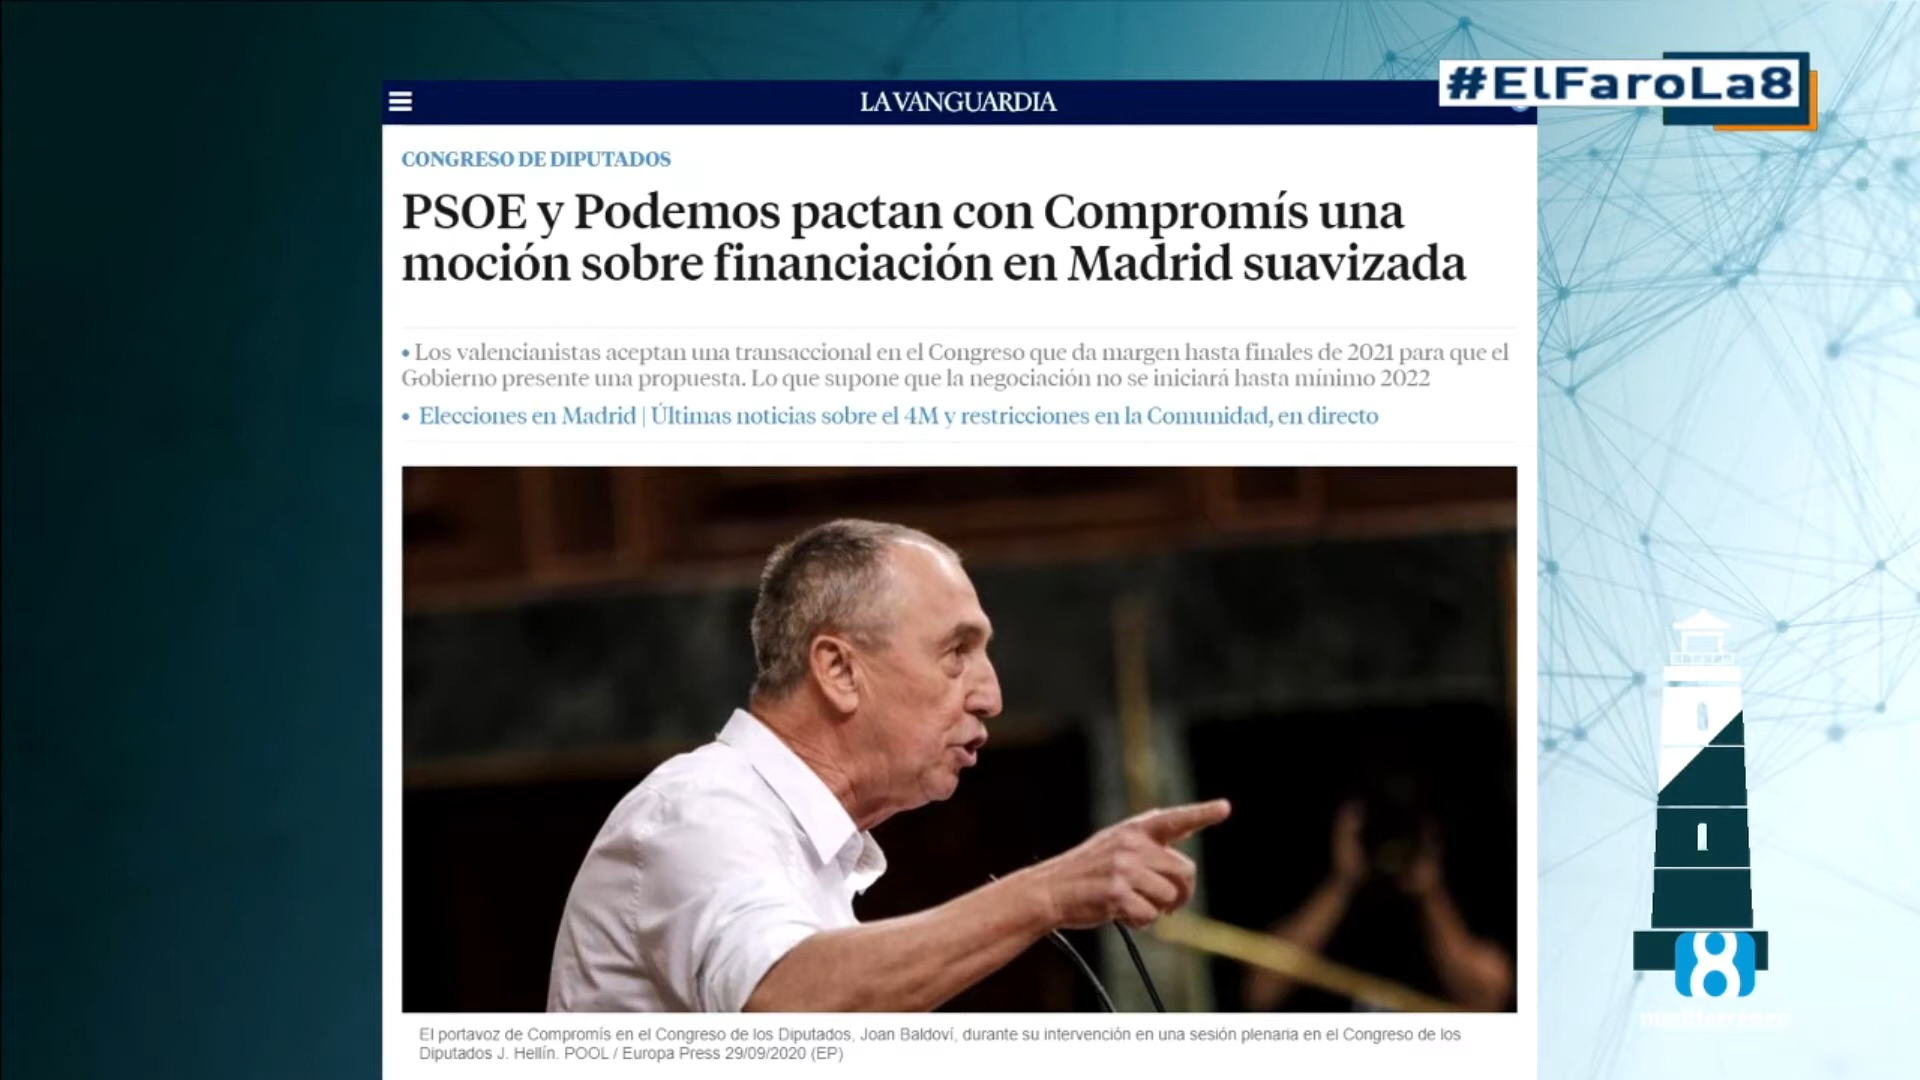 #ElFaroLa8
LA VANGUARDIA
CONGRESO DE DIPUTADOS
PSOE y Podemos pactan con Compromís una
moción sobre financiación en Madrid suavizada
• Los valencianistas aceptan una transaccional en el Congreso que da margen hasta finales de 2021 para que el
Gobierno presente una propuesta. Lo que supone que la negociación no se iniciará hasta mínimo 2022
• Elecciones en Madrid | Últimas noticias sobre el 4M y restricciones en la Comunidad, en directo
El portavoz de Compromís en el Congreso de los Diputados, Joan Baldoví, durante su intervención en una sesión plenaria en el Congreso de los
Diputados J. Hellín. POOL / Europa Press 29/09/2020 (EP)
8
mediterráneo